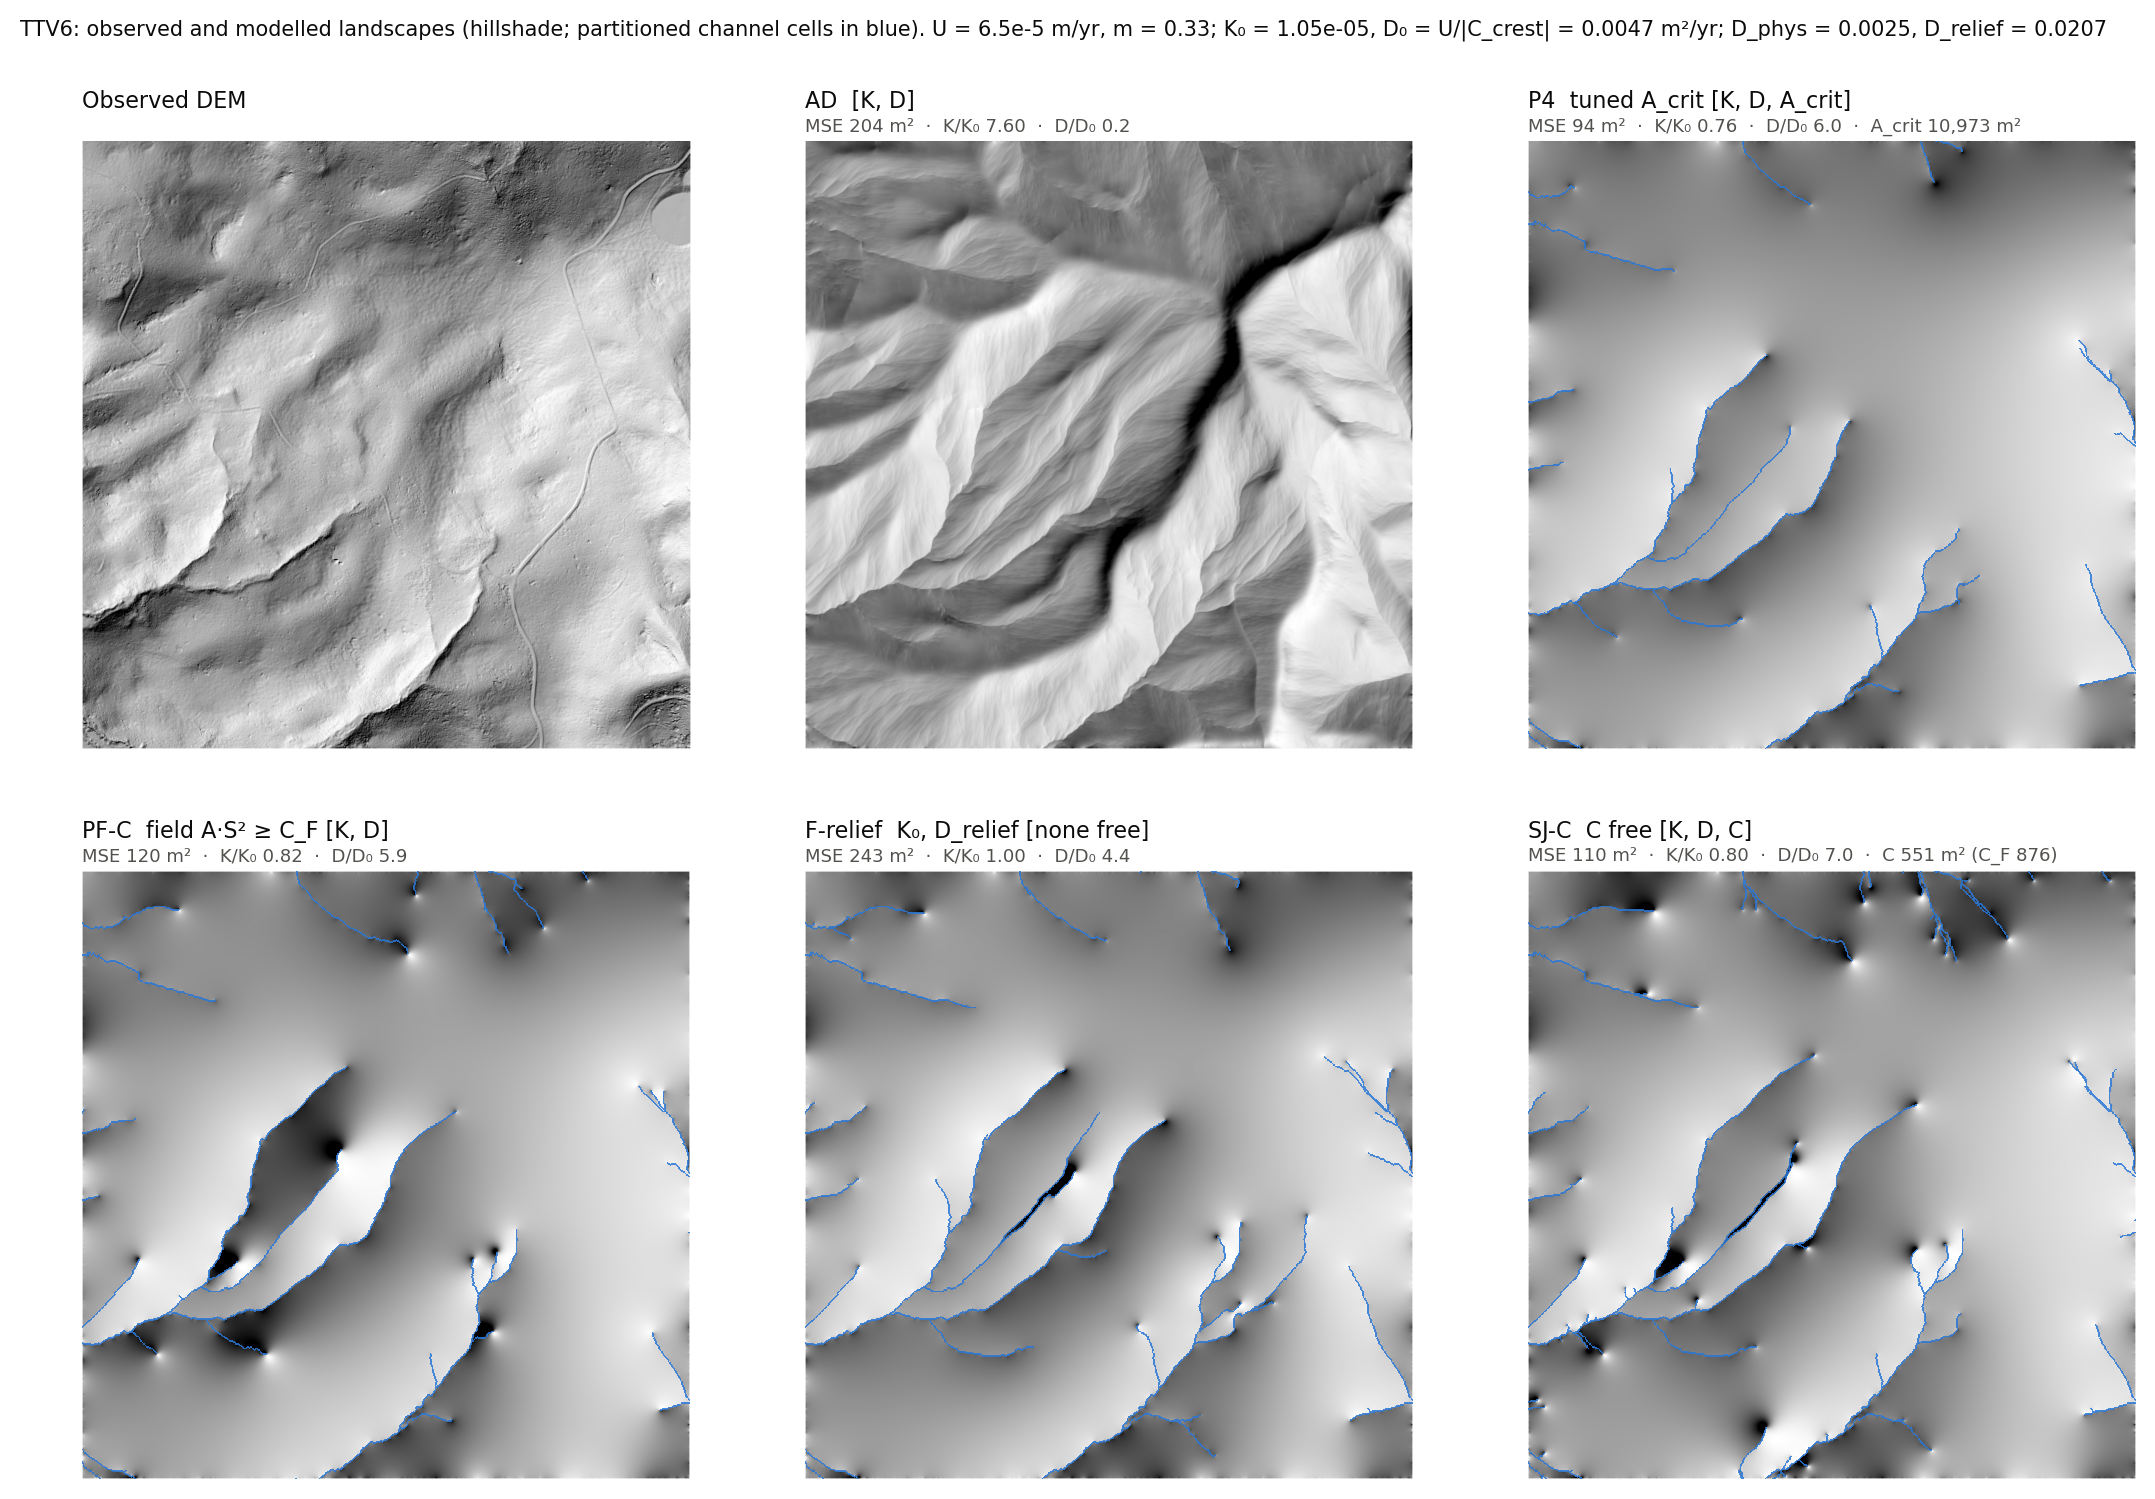 TTV6: observed and modelled landscapes (hillshade; partitioned channel cells in blue). U = 6.5e-5 m/yr, m = 0.33; K₀ = 1.05e-05, D₀ = U/|C_crest| = 0.0047 m²/yr; D_phys = 0.0025, D_relief = 0.0207
Observed DEM
AD [K, D]
MSE 204 m² · K/K₀ 7.60 · D/D₀ 0.2
P4 tuned A_crit [K, D, A_crit]
MSE 94 m² · K/K₀ 0.76 · D/D₀ 6.0 · A_crit 10,973 m²
PF-C field A·S² ≥ C_F [K, D]
MSE 120 m² · K/K₀ 0.82 · D/D₀ 5.9
F-relief K₀, D_relief [none free]
MSE 243 m² · K/K₀ 1.00 · D/D₀ 4.4
SJ-C C free [K, D, C]
MSE 110 m² · K/K₀ 0.80 · D/D₀ 7.0 · C 551 m² (C_F 876)